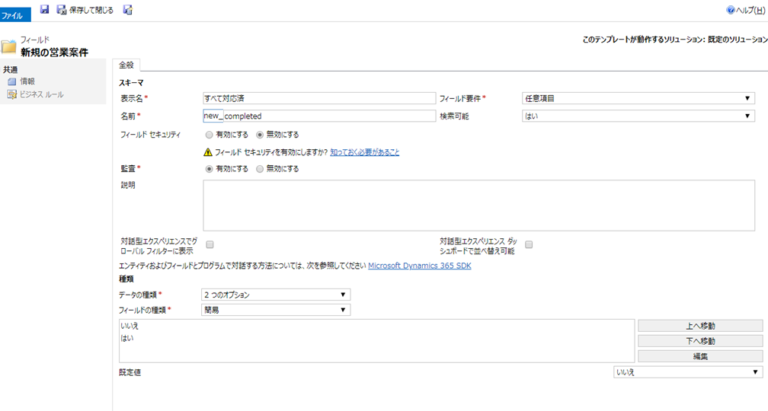 ファイル
保存して閉じる
ヘルプ(H)
フィールド
新規の営業案件
このテンプレートが動作するソリューション: 既定のソリューション
共通
情報
ビジネス ルール
全般
スキーマ
表示名* すべて対応済 フィールド要件* 任意項目
名前* new_completed 検索可能 はい
フィールド セキュリティ 有効にする 無効にする
フィールド セキュリティを有効にしますか? 知っておく必要があること
監査* 有効にする 無効にする
説明
対話型エクスペリエンスでグ
ローバル フィルターに表示
対話型エクスペリエンス ダッ
シュボードで並べ替え可能
エンティティおよびフィールドとプログラムで対話する方法については、次を参照してください Microsoft Dynamics 365 SDK
種類
データの種類* 2 つのオプション
フィールドの種類* 簡易
いいえ
はい
上へ移動
下へ移動
編集
既定値 いいえ